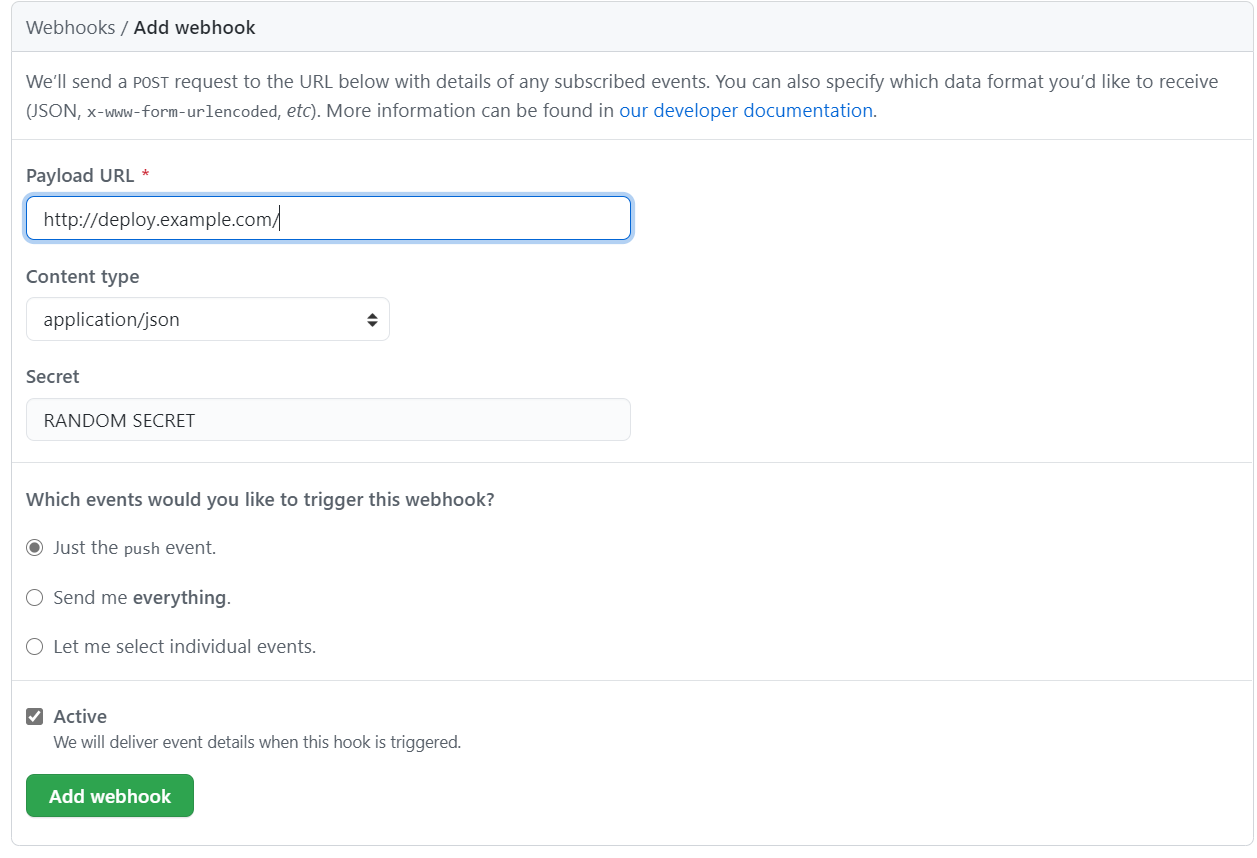 Webhooks / Add webhook
We’ll send a POST request to the URL below with details of any subscribed events. You can also specify which data format you’d like to receive
(JSON, x-www-form-urlencoded, etc). More information can be found in our developer documentation.
Payload URL *
http://deploy.example.com/
Content type
application/json
Secret
RANDOM SECRET
Which events would you like to trigger this webhook?
Just the push event.
Send me everything.
Let me select individual events.
Active
We will deliver event details when this hook is triggered.
Add webhook